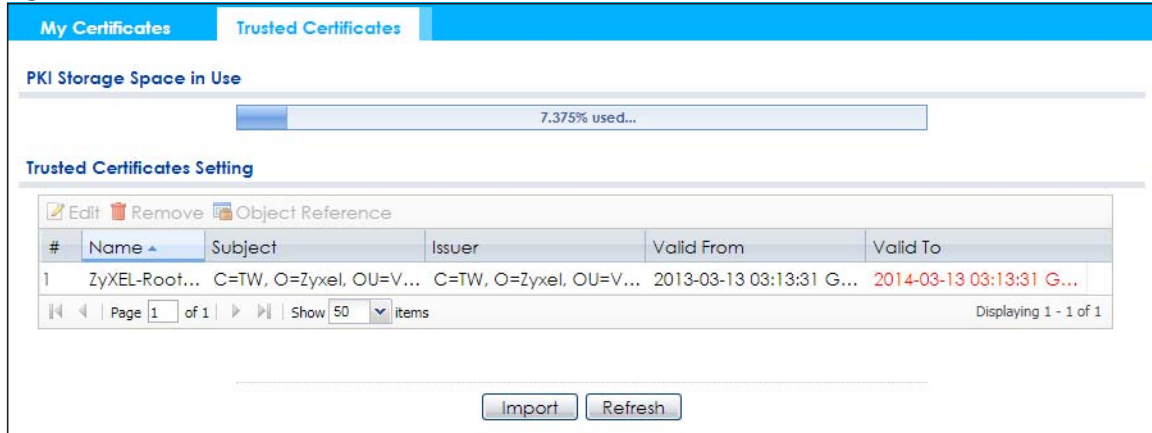 My Certificates Trusted Certificates
PKI Storage Space in Use
7.375% used...
Trusted Certificates Setting
Edit Remove Object Reference
# Name Subject Issuer Valid From Valid To
1 ZyXEL-Root... C=TW, O=Zyxel, OU=V... C=TW, O=Zyxel, OU=V... 2013-03-13 03:13:31 G... 2014-03-13 03:13:31 G...
Page 1 of 1 Show 50 items Displaying 1 - 1 of 1
Import Refresh